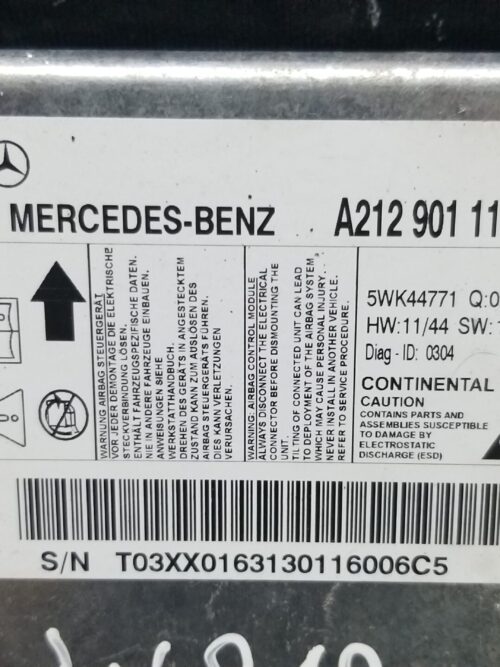 MERCEDES-BENZ
A212 901 11
WARNUNG AIRBAG STEUERGERÄT
VOR JEDER DEMONTAGE DIE ELEKTRISCHE
STECKVERBINDUNG LÖSEN.
ENTHÄLT FAHRZEUGSPEZIFISCHE DATEN.
NIE IN ANDERE FAHRZEUGE EINBAUEN.
ANWEISUNGEN SIEHE
WERKSTATTHANDBUCH.
DREHEN DES GERÄTS IN ANGESTECKTEM
ZUSTAND KANN ZUM AUSLÖSEN DES
AIRBAG STEUERGERÄTS FÜHREN.
DIES KANN VERLETZUNGEN
VERURSACHEN.
WARNING: AIRBAG CONTROL MODULE
ALWAYS DISCONNECT THE ELECTRICAL
CONNECTOR BEFORE DISMOUNTING THE
UNIT.
TILTING OF CONNECTED UNIT CAN LEAD
TO DEPLOYMENT OF THE AIRBAG SYSTEM
WHICH MAY CAUSE PERSONAL INJURY.
NEVER INSTALL IN ANOTHER VEHICLE.
REFER TO SERVICE PROCEDURE.
5WK44771 Q:0
HW:11/44 SW:
Diag - ID: 0304
CONTINENTAL
CAUTION
CONTAINS PARTS AND
ASSEMBLIES SUSCEPTIBLE
TO DAMAGE BY
ELECTROSTATIC
DISCHARGE (ESD)
S/N T03XX0163130116006C5